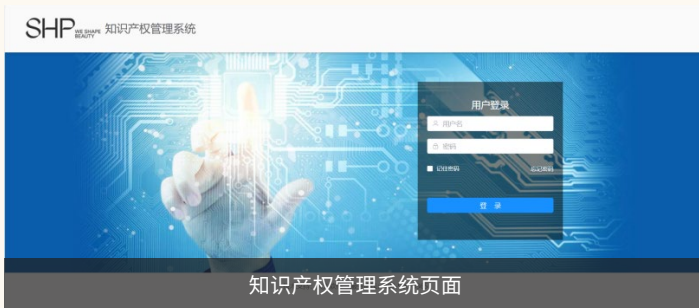 SHP WE SHAPE BEAUTY 知识产权管理系统
用户登录
用户名
密码
记住密码 忘记密码
登 录
知识产权管理系统页面